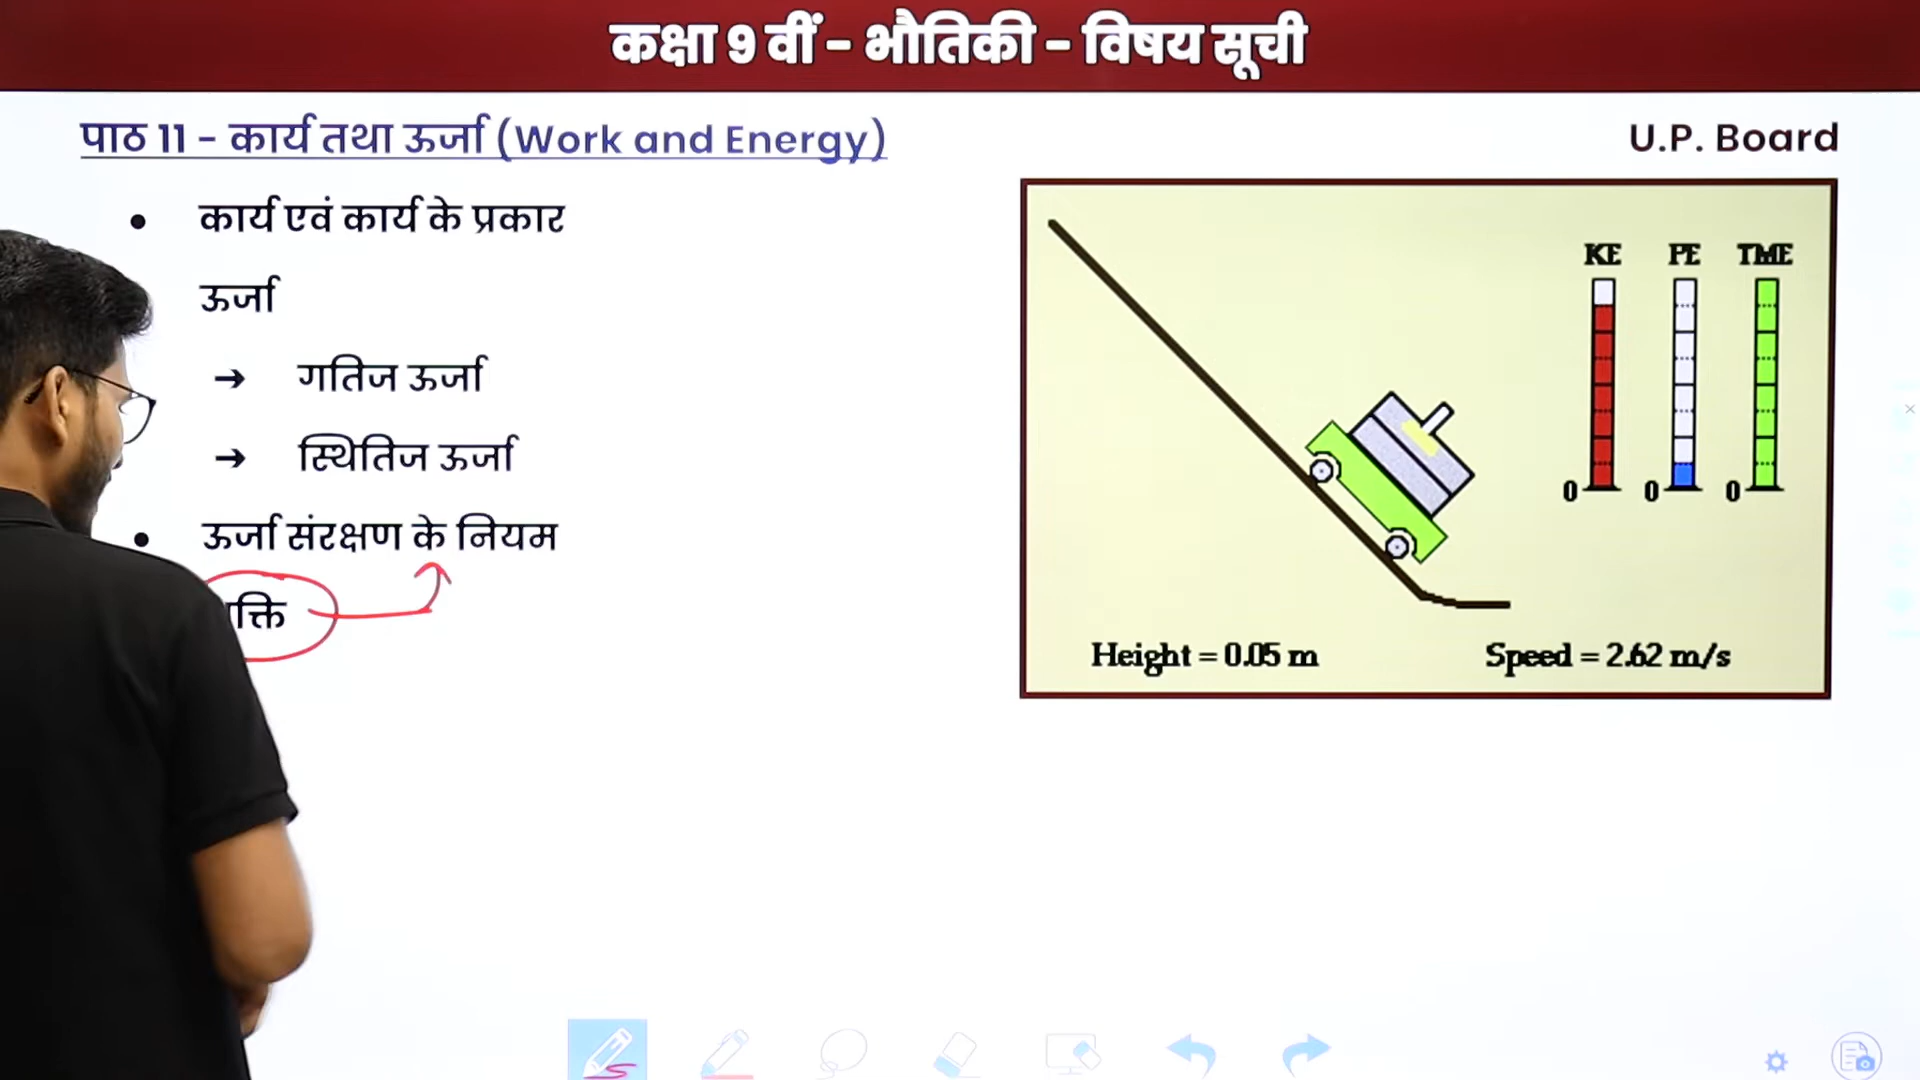 कक्षा 9 वीं - भौतिकी - विषय सूची
पाठ 11 - कार्य तथा ऊर्जा (Work and Energy)
U.P. Board
कार्य एवं कार्य के प्रकार
ऊर्जा
→ गतिज ऊर्जा
→ स्थितिज ऊर्जा
ऊर्जा संरक्षण के नियम
KE PE TME
0 0 0
Height = 0.05 m
Speed = 2.62 m/s